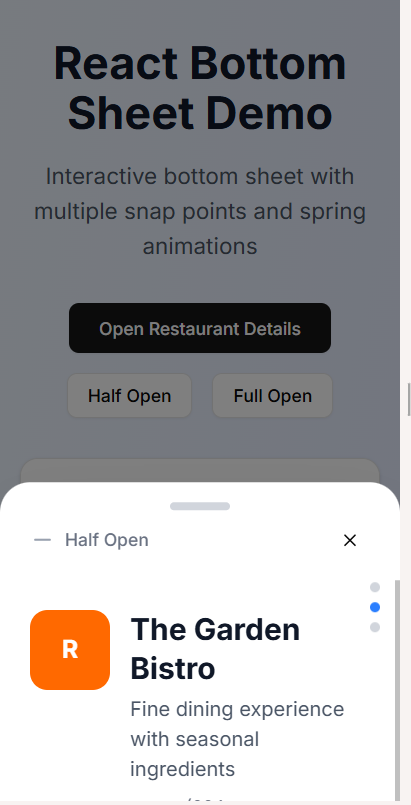 React Bottom
Sheet Demo
Interactive bottom sheet with
multiple snap points and spring
animations
Open Restaurant Details
Half Open
Full Open
Half Open
R
The Garden
Bistro
Fine dining experience
with seasonal
ingredients